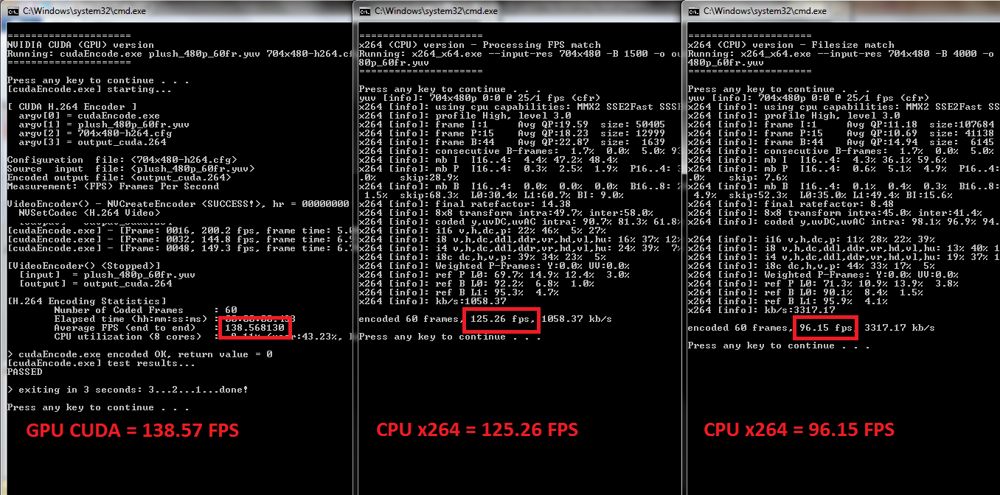 C:\Windows\system32\cmd.exe
=====================
NVIDIA CUDA (GPU) version
Running: cudaEncode.exe plush_480p_60fr.yuv 704x480-h264.cf
=====================
Press any key to continue . . .
[cudaEncode.exe] starting...
[ CUDA H.264 Encoder ]
argv[0] = cudaEncode.exe
argv[1] = plush_480p_60fr.yuv
argv[2] = 704x480-h264.cfg
argv[3] = output_cuda.264
Configuration  file: <704x480-h264.cfg>
Source  input  file: <plush_480p_60fr.yuv>
Encoded output file: <output_cuda.264>
Measurement: (FPS) Frames Per Second
VideoEncoder() - NVCreateEncoder <SUCCESS!>, hr = 00000000
NVSetCodec <H.264 Video>
[cudaEncode.exe] - [Frame: 0016, 200.2 fps, frame time: 5.
[cudaEncode.exe] - [Frame: 0032, 144.8 fps, frame time: 6.
[cudaEncode.exe] - [Frame: 0048, 149.3 fps, frame time: 6.
[VideoEncoder() <Stopped>]
[input]  = plush_480p_60fr.yuv
[output] = output_cuda.264
[H.264 Encoding Statistics]
Number of Coded Frames     : 60
Elapsed time (hh:mm:ss:ms) :
Average FPS (end to end)   : 138.568130
CPU utilization (8 cores)  :
> cudaEncode.exe encoded OK, return value = 0
[cudaEncode.exe] test results...
PASSED
> exiting in 3 seconds: 3...2...1...done!
Press any key to continue . . .
GPU CUDA = 138.57 FPS
C:\Windows\system32\cmd.exe
=====================
x264 (CPU) version - Processing FPS match
Running: x264_x64.exe --input-res 704x480 -B 1500 -o ou
80p_60fr.yuv
=====================
Press any key to continue . . .
yuv [info]: 704x480p 0:0 @ 25/1 fps (cfr)
x264 [info]: using cpu capabilities: MMX2 SSE2Fast SSS
x264 [info]: profile High, level 3.0
x264 [info]: frame I:1     Avg QP:19.59  size: 50405
x264 [info]: frame P:15    Avg QP:18.23  size: 12999
x264 [info]: frame B:44    Avg QP:22.87  size:  1639
x264 [info]: consecutive B-frames:  1.7%  0.0%  5.0% 93
x264 [info]: mb I  I16..4:  4.4% 47.2% 48.4%
x264 [info]: mb P  I16..4:  0.3%  2.5%  1.9%  P16..4: 3
.0%    skip:28.9%
x264 [info]: mb B  I16..4:  0.0%  0.0%  0.0%  B16..8: 2
1.5%  skip:68.3%  L0:30.4% L1:60.7% BI: 9.0%
x264 [info]: final ratefactor: 14.38
x264 [info]: 8x8 transform intra:49.7% inter:58.0%
x264 [info]: coded y,uvDC,uvAC intra: 90.7% 81.3% 61.8%
x264 [info]: i16 v,h,dc,p: 22% 46%  5% 27%
x264 [info]: i8 v,h,dc,ddl,ddr,vr,hd,vl,hu: 16% 37% 12%
x264 [info]: i4 v,h,dc,ddl,ddr,vr,hd,vl,hu: 24% 39%  7%
x264 [info]: i8c dc,h,v,p: 39% 34% 23%  5%
x264 [info]: Weighted P-Frames: Y:0.0% UV:0.0%
x264 [info]: ref P L0: 69.7% 14.9% 12.4%  3.0%
x264 [info]: ref B L0: 92.2%  6.8%  1.0%
x264 [info]: ref B L1: 95.3%  4.7%
x264 [info]: kb/s:1058.37
encoded 60 frames, 125.26 fps, 1058.37 kb/s
Press any key to continue . . .
CPU x264 = 125.26 FPS
C:\Windows\system32\cmd.exe
=====================
x264 (CPU) version - Filesize match
Running: x264_x64.exe --input-res 704x480 -B 4000 -o
480p_60fr.yuv
=====================
Press any key to continue . . .
yuv [info]: 704x480p 0:0 @ 25/1 fps (cfr)
x264 [info]: using cpu capabilities: MMX2 SSE2Fast SS
x264 [info]: profile High, level 3.0
x264 [info]: frame I:1     Avg QP:11.18  size:107684
x264 [info]: frame P:15    Avg QP:10.69  size: 41138
x264 [info]: frame B:44    Avg QP:14.94  size:  6145
x264 [info]: consecutive B-frames:  1.7%  0.0%  5.0%
x264 [info]: mb I  I16..4:  4.3% 36.1% 59.6%
x264 [info]: mb P  I16..4:  0.6%  5.1%  4.9%  P16..4:
.0%    skip: 7.6%
x264 [info]: mb B  I16..4:  0.1%  0.4%  0.3%  B16..8:
4.9%  skip:52.3%  L0:35.0% L1:49.4% BI:15.6%
x264 [info]: final ratefactor: 8.48
x264 [info]: 8x8 transform intra:45.0% inter:41.4%
x264 [info]: coded y,uvDC,uvAC intra: 98.1% 96.9% 94.
x264 [info]: i16 v,h,dc,p: 11% 28% 22% 39%
x264 [info]: i8 v,h,dc,ddl,ddr,vr,hd,vl,hu: 13% 40% 1
x264 [info]: i4 v,h,dc,ddl,ddr,vr,hd,vl,hu: 19% 37% 1
x264 [info]: i8c dc,h,v,p: 44% 33% 17%  5%
x264 [info]: Weighted P-Frames: Y:0.0% UV:0.0%
x264 [info]: ref P L0: 71.3% 10.9% 13.9%  3.8%
x264 [info]: ref B L0: 90.1%  8.4%  1.5%
x264 [info]: ref B L1: 95.9%  4.1%
x264 [info]: kb/s:3317.17
encoded 60 frames, 96.15 fps, 3317.17 kb/s
Press any key to continue . . .
CPU x264 = 96.15 FPS